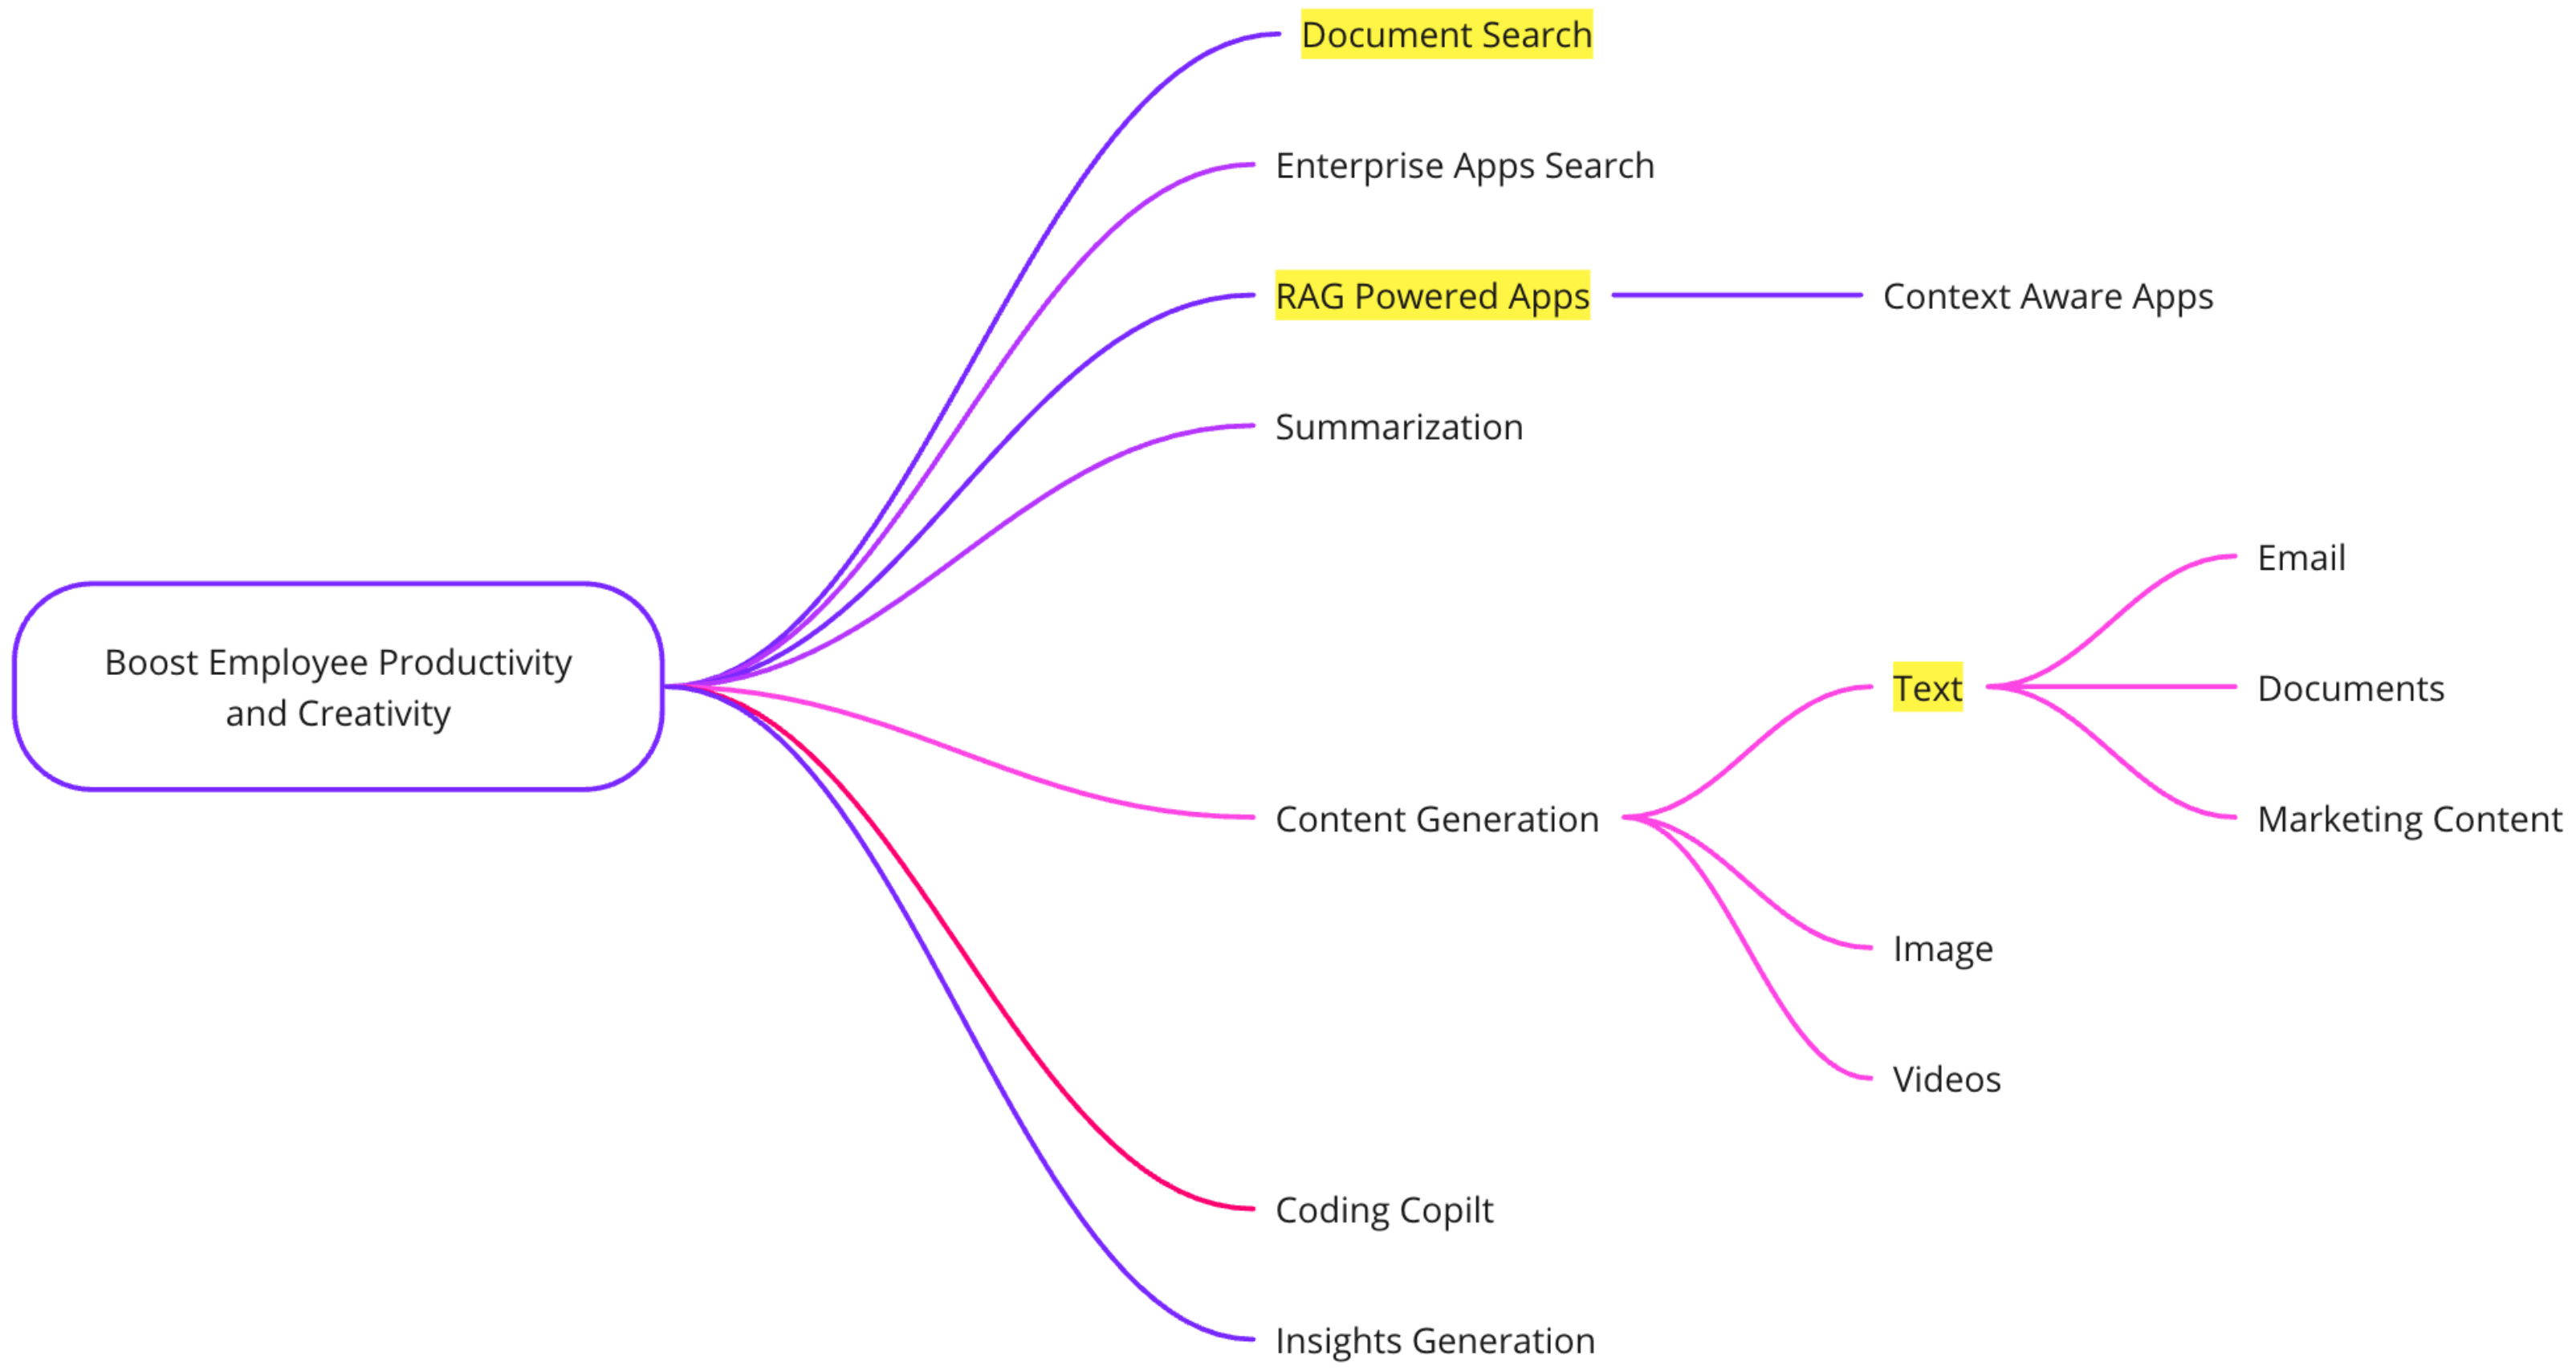 Document Search
Enterprise Apps Search
RAG Powered Apps
Context Aware Apps
Summarization
Boost Employee Productivity
and Creativity
Content Generation
Text
Email
Documents
Marketing Content
Image
Videos
Coding Copilt
Insights Generation